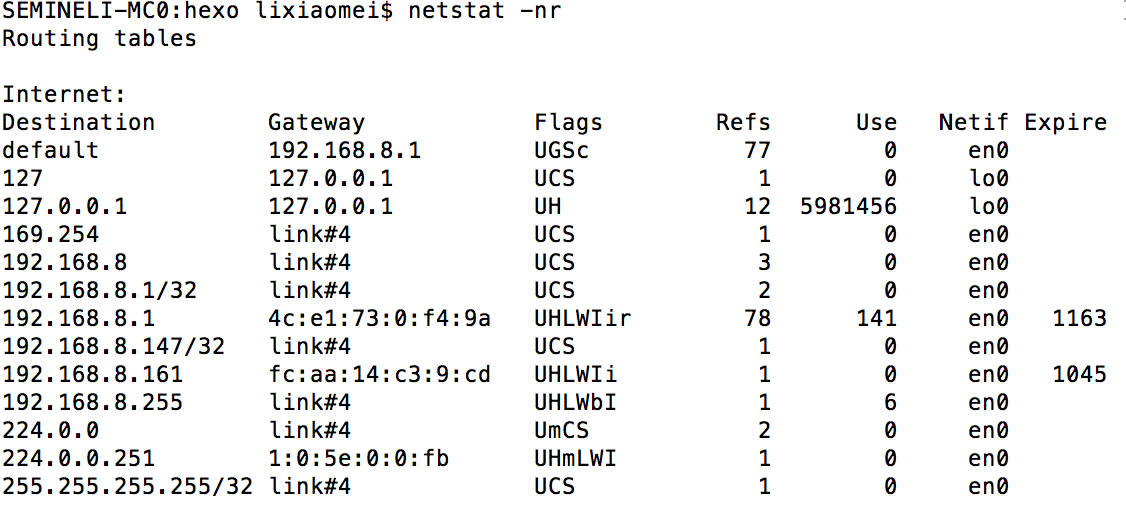 SEMINELI-MC0:hexo lixiaomei$ netstat -nr
Routing tables

Internet:
Destination        Gateway            Flags        Refs      Use   Netif Expire
default            192.168.8.1        UGSc           77        0     en0
127                127.0.0.1          UCS             1        0     lo0
127.0.0.1          127.0.0.1          UH             12  5981456     lo0
169.254            link#4             UCS             1        0     en0
192.168.8          link#4             UCS             3        0     en0
192.168.8.1/32     link#4             UCS             2        0     en0
192.168.8.1        4c:e1:73:0:f4:9a   UHLWIir        78      141     en0   1163
192.168.8.147/32   link#4             UCS             1        0     en0
192.168.8.161      fc:aa:14:c3:9:cd   UHLWIi          1        0     en0   1045
192.168.8.255      link#4             UHLWbI          1        6     en0
224.0.0            link#4             UmCS            2        0     en0
224.0.0.251        1:0:5e:0:0:fb      UHmLWI          1        0     en0
255.255.255.255/32 link#4             UCS             1        0     en0